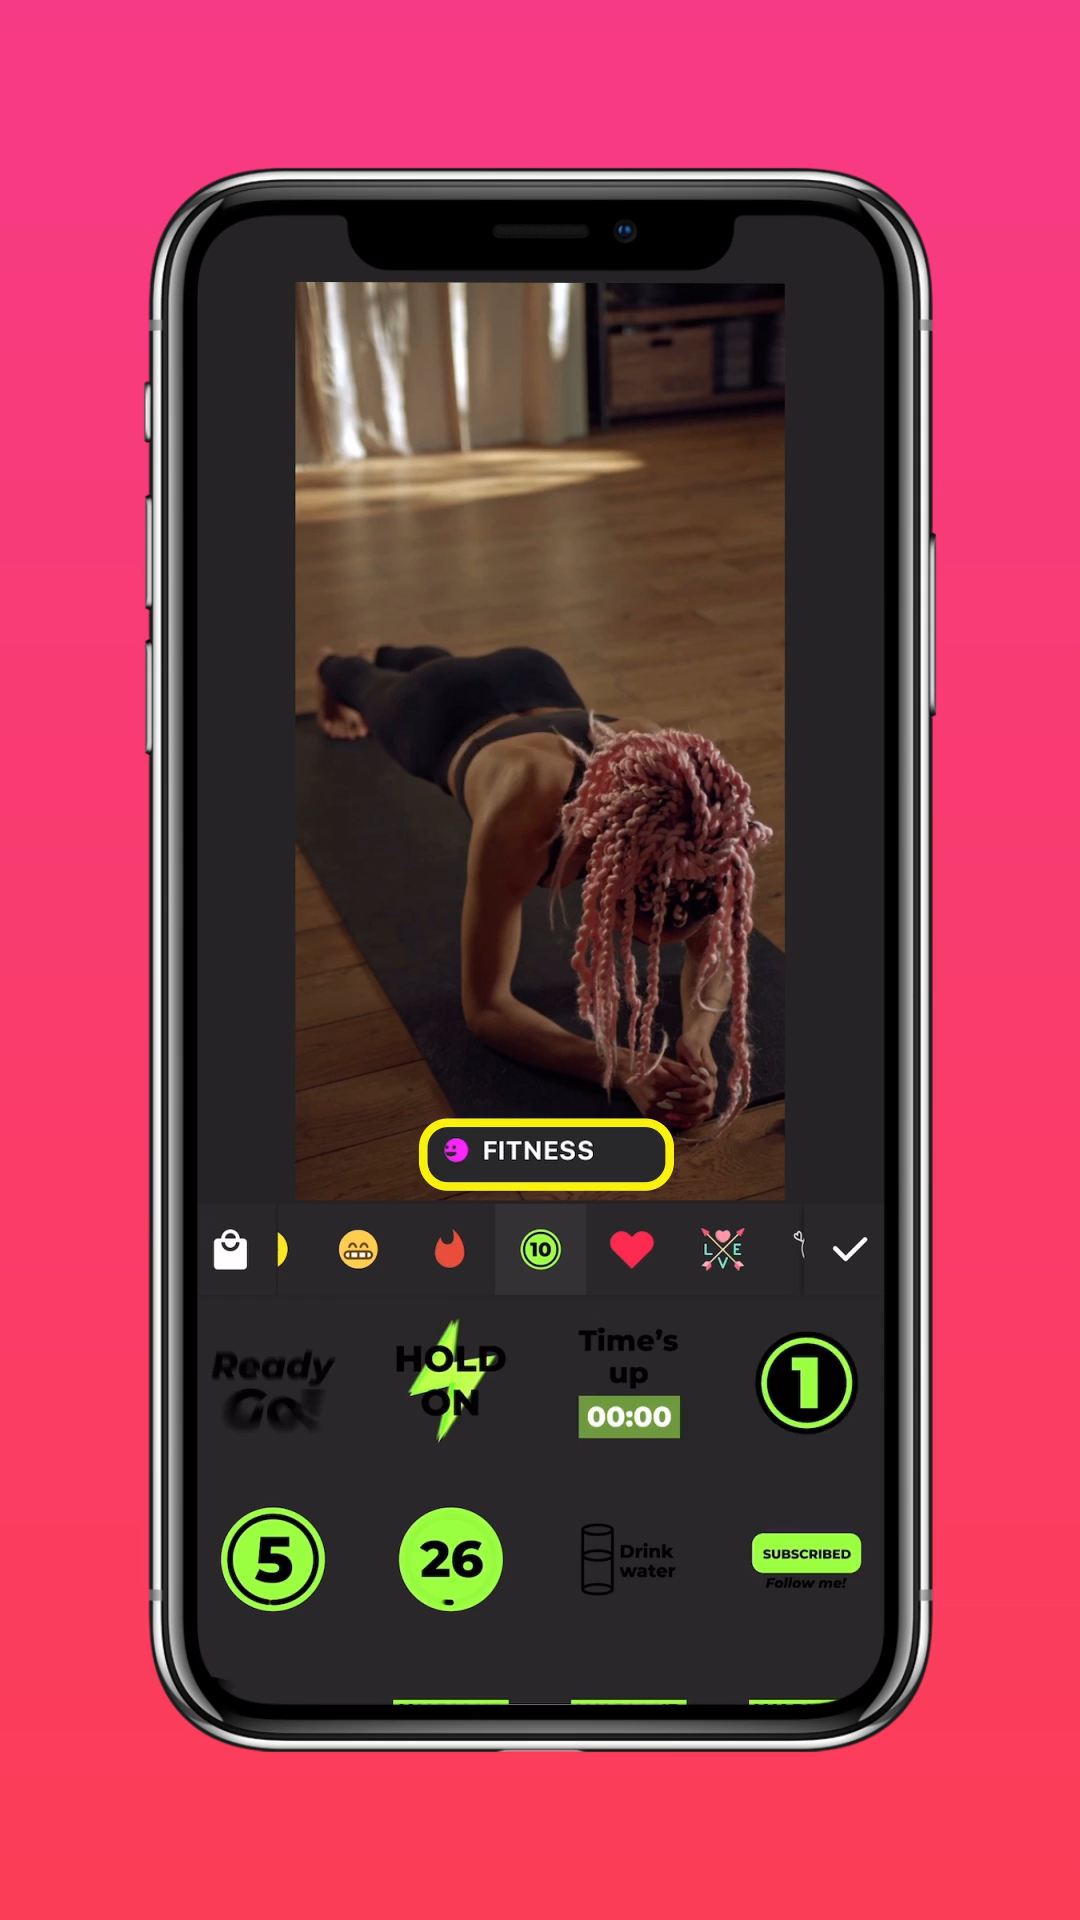 FITNESS
10
L E
V
Ready
Go!
HOLD
ON
Time's
up
00:00
1
5
26
Drink
water
SUBSCRIBED
Follow me!